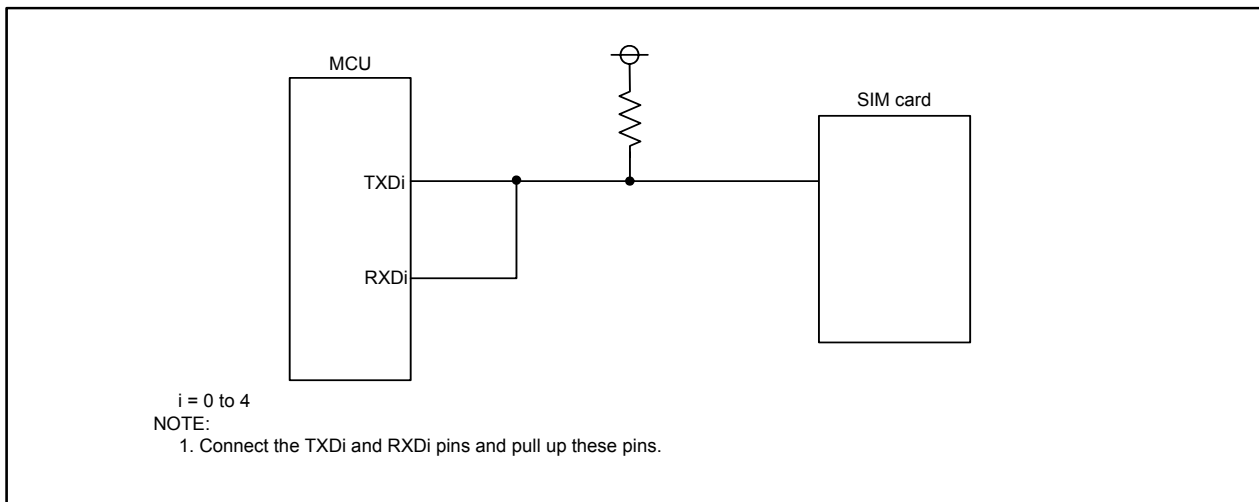 MCU
SIM card
TXDi
RXDi
i = 0 to 4
NOTE:
1. Connect the TXDi and RXDi pins and pull up these pins.